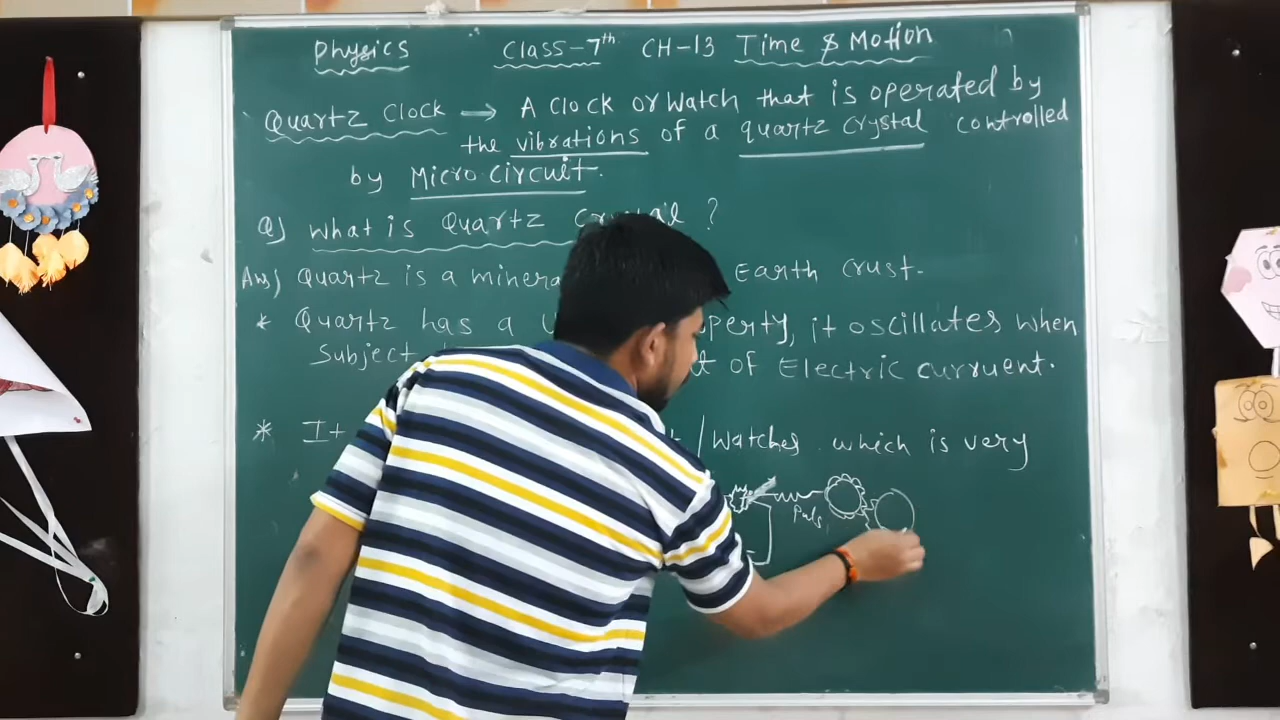 Physics Class-7th CH-13 Time & Motion
Quartz Clock → A Clock or Watch that is operated by
the vibrations of a quartz crystal controlled
by Micro circuit.
Q) What is Quartz ?
Ans) Quartz is a Earth crust.
* Quartz has a it oscillates when
Subject of Electric curruent.
* It /Watches which is very
Puls